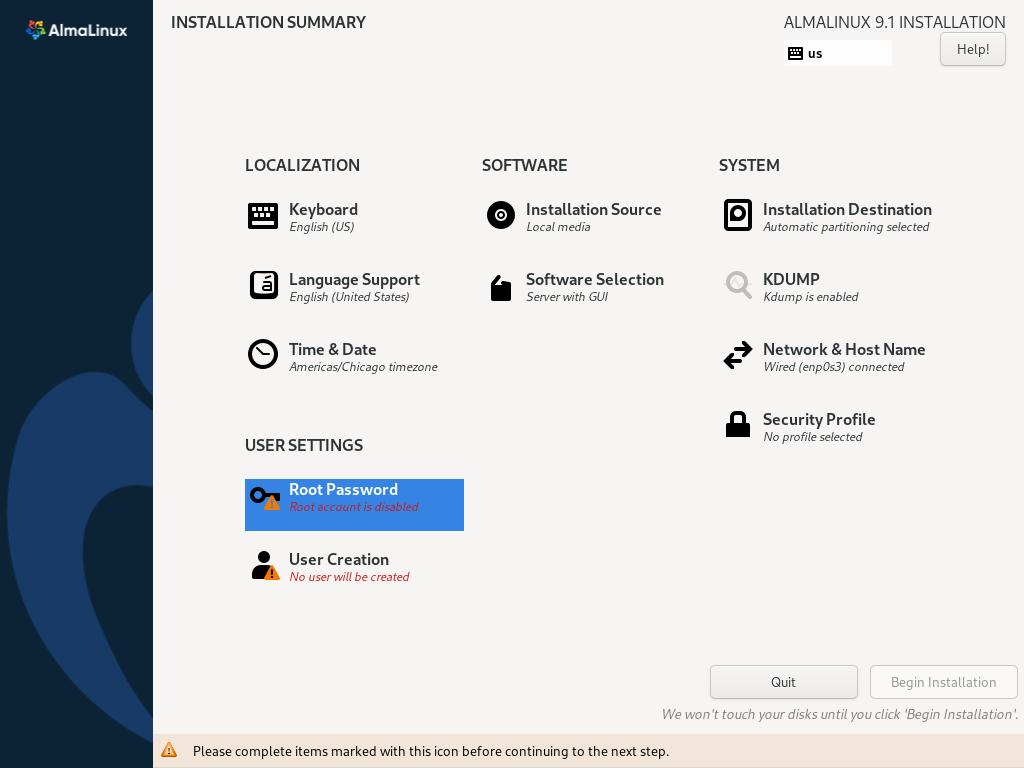 AlmaLinux
INSTALLATION SUMMARY
ALMALINUX 9.1 INSTALLATION
us
Help!
LOCALIZATION
Keyboard
English (US)
Language Support
English (United States)
Time & Date
Americas/Chicago timezone
SOFTWARE
Installation Source
Local media
Software Selection
Server with GUI
SYSTEM
Installation Destination
Automatic partitioning selected
KDUMP
Kdump is enabled
Network & Host Name
Wired (enp0s3) connected
Security Profile
No profile selected
USER SETTINGS
Root Password
Root account is disabled
User Creation
No user will be created
Quit
Begin Installation
We won't touch your disks until you click 'Begin Installation'.
Please complete items marked with this icon before continuing to the next step.